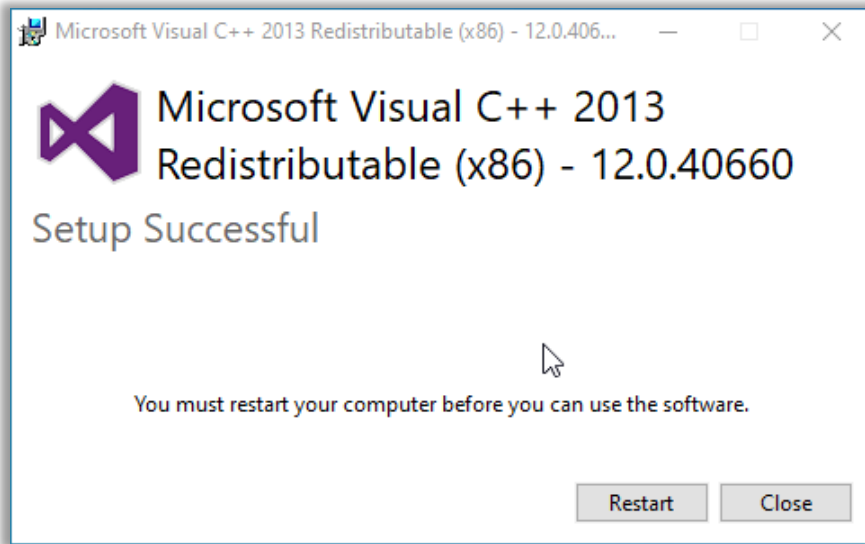 Microsoft Visual C++ 2013 Redistributable (x86) - 12.0.406...
Microsoft Visual C++ 2013
Redistributable (x86) - 12.0.40660
Setup Successful
You must restart your computer before you can use the software.
Restart Close